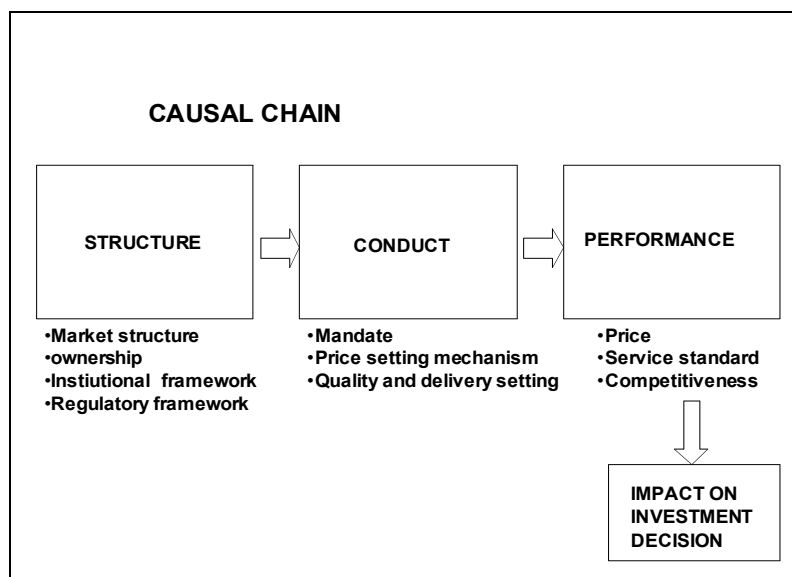 CAUSAL CHAIN
STRUCTURE
•Market structure
•ownership
•Instiutional framework
•Regulatory framework
CONDUCT
•Mandate
•Price setting mechanism
•Quality and delivery setting
PERFORMANCE
•Price
•Service standard
•Competitiveness
IMPACT ON
INVESTMENT
DECISION